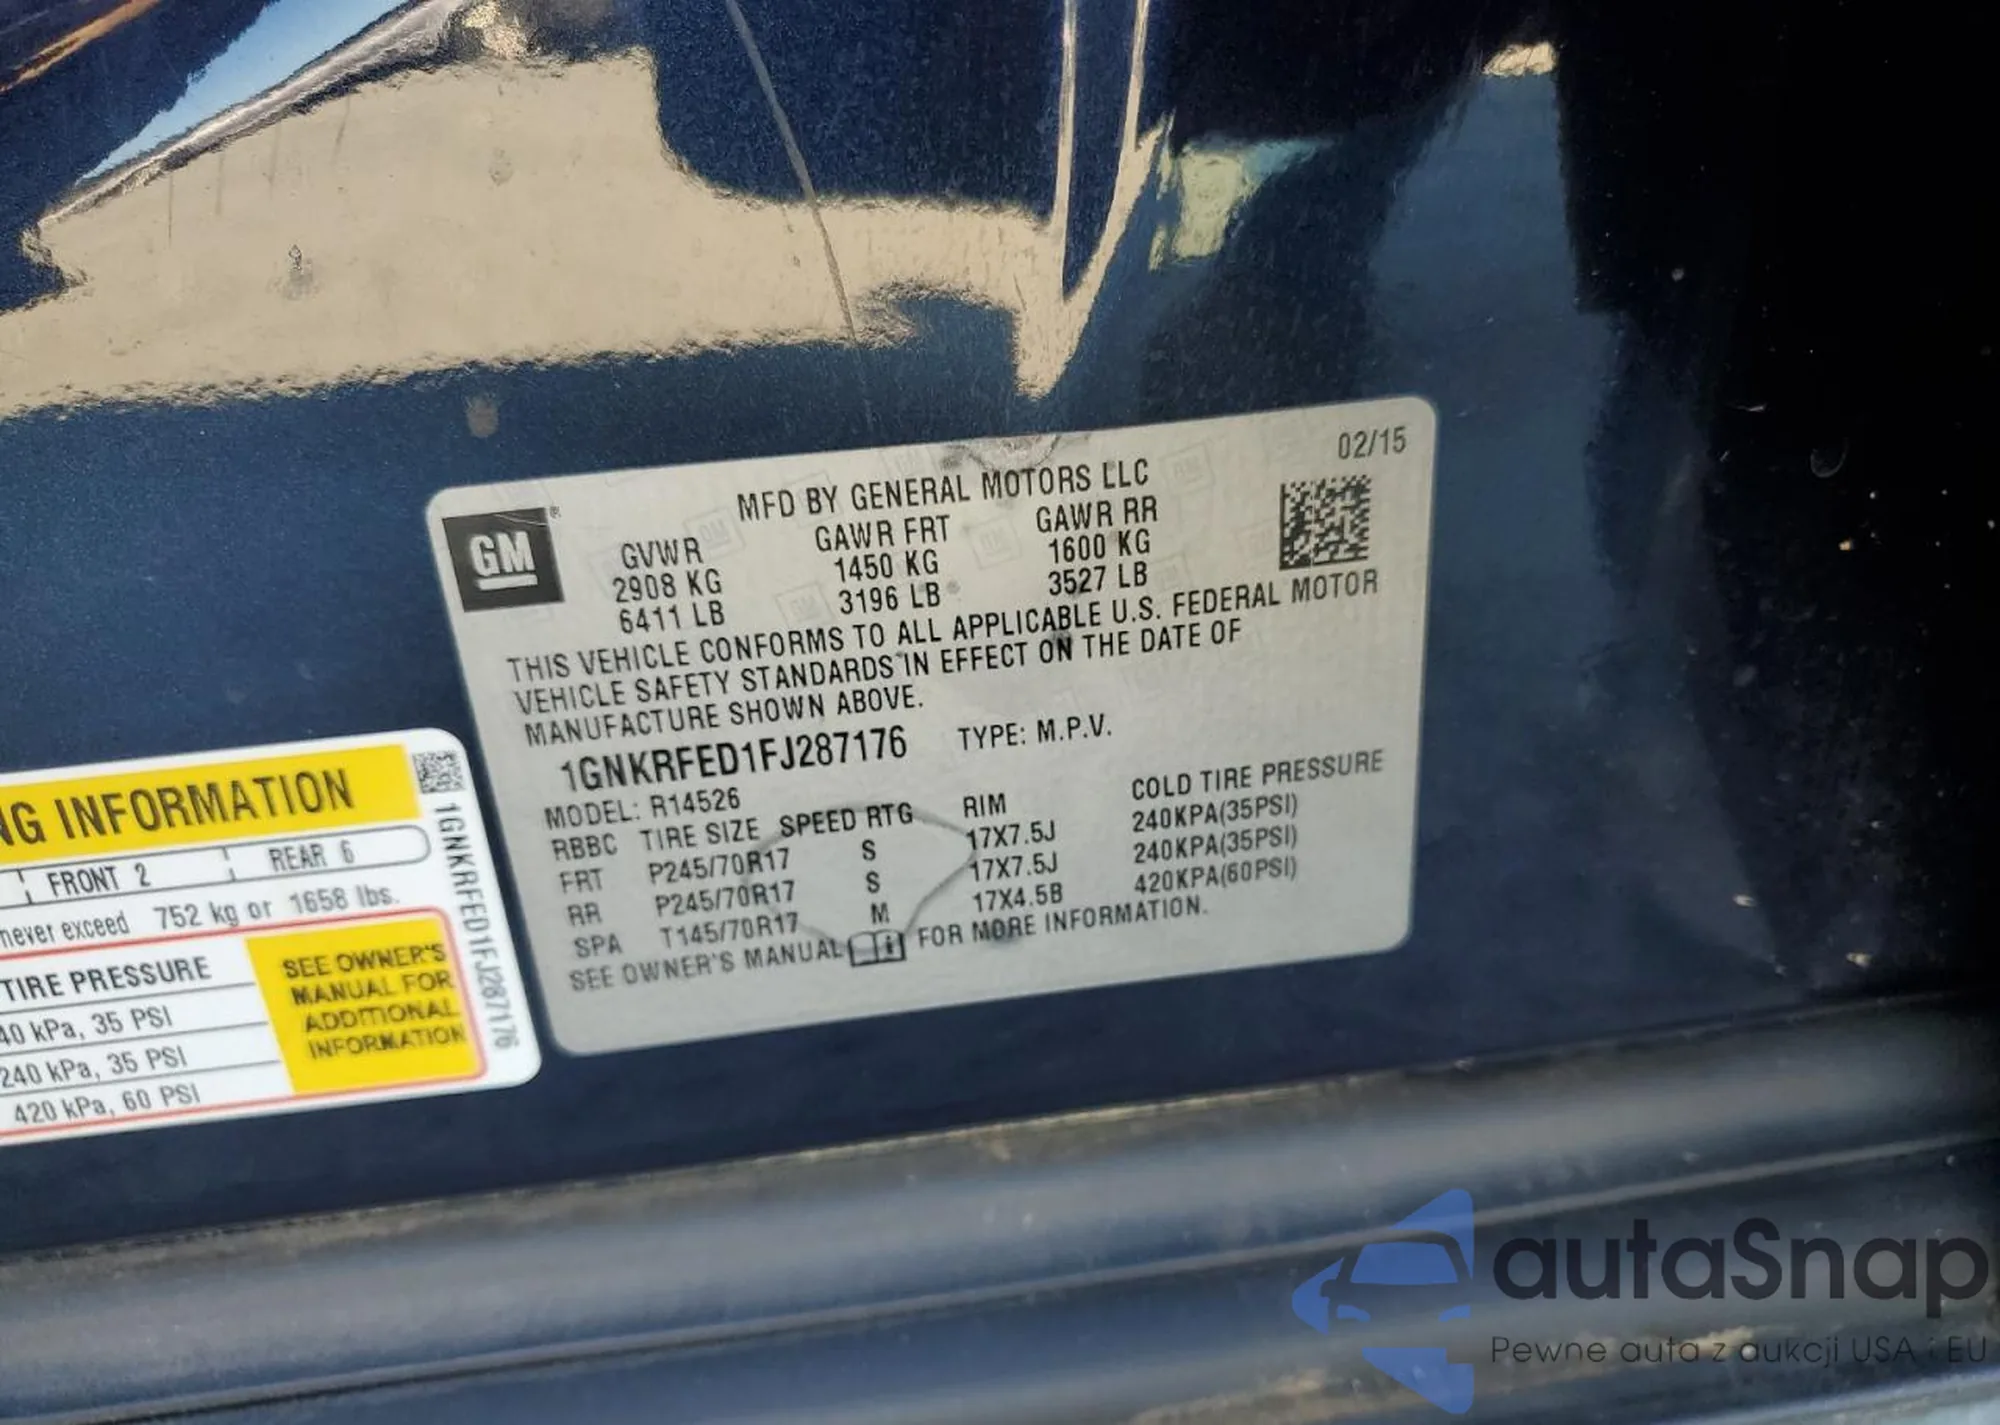 02/15
MFD BY GENERAL MOTORS LLC
GM®
GVWR GAWR FRT GAWR RR
2908 KG 1450 KG 1600 KG
6411 LB 3196 LB 3527 LB
THIS VEHICLE CONFORMS TO ALL APPLICABLE U.S. FEDERAL MOTOR
VEHICLE SAFETY STANDARDS IN EFFECT ON THE DATE OF
MANUFACTURE SHOWN ABOVE.
1GNKRFED1FJ287176 TYPE: M.P.V.
MODEL: R14526
RBBC TIRE SIZE SPEED RTG RIM COLD TIRE PRESSURE
FRT P245/70R17 S 17X7.5J 240KPA(35PSI)
RR P245/70R17 S 17X7.5J 240KPA(35PSI)
SPA T145/70R17 M 17X4.5B 420KPA(60PSI)
SEE OWNER'S MANUAL i FOR MORE INFORMATION.
NG INFORMATION
FRONT 2 REAR 6
never exceed 752 kg or 1658 lbs.
TIRE PRESSURE
40 kPa, 35 PSI
240 kPa, 35 PSI
420 kPa, 60 PSI
SEE OWNER'S
MANUAL FOR
ADDITIONAL
INFORMATION
1GNKRFED1FJ287176
autaSnap
Pewne auta z aukcji USA i EU